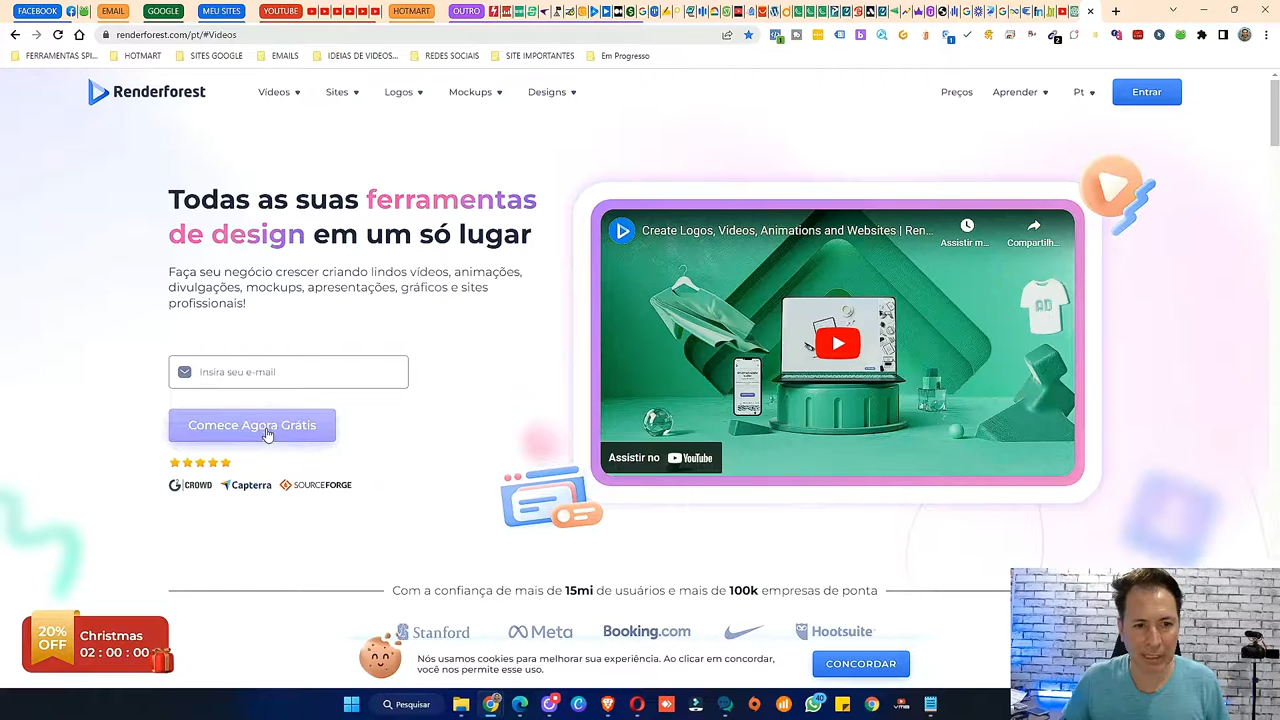 FACEBOOK
EMAIL
GOOGLE
MEU SITES
YOUTUBE
HOTMART
OUTRO
renderforest.com/pt/#Videos
FERRAMENTAS SPI...
HOTMART
SITES GOOGLE
EMAILS
IDEIAS DE VIDEOS...
REDES SOCIAIS
SITE IMPORTANTES
Em Progresso
Renderforest
Vídeos
Sites
Logos
Mockups
Designs
Preços
Aprender
Pt
Entrar
Todas as suas ferramentas
de design em um só lugar
Faça seu negócio crescer criando lindos vídeos, animações,
divulgações, mockups, apresentações, gráficos e sites
profissionais!
Insira seu e-mail
Comece Agora Grátis
CROWD
Capterra
SOURCEFORGE
Create Logos, Videos, Animations and Websites | Ren...
Assistir m...
Compartilh...
AD
Assistir no YouTube
Com a confiança de mais de 15mi de usuários e mais de 100k empresas de ponta
Stanford
Meta
Booking.com
Hootsuite
20%
OFF
Christmas
02 : 00 : 00
Nós usamos cookies para melhorar sua experiência. Ao clicar em concordar,
você nos permite esse uso.
CONCORDAR
Pesquisar
40